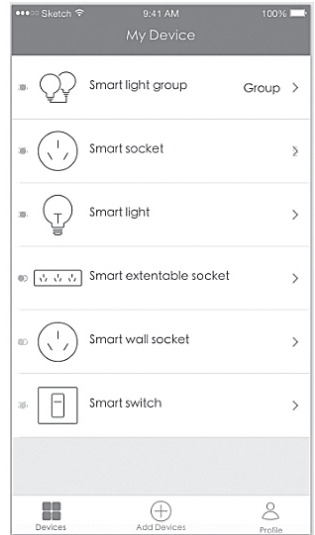 Sketch 9:41 AM 100%
My Device
Smart light group Group >
Smart socket >
Smart light >
Smart extentable socket >
Smart wall socket >
Smart switch >
Devices Add Devices Profile